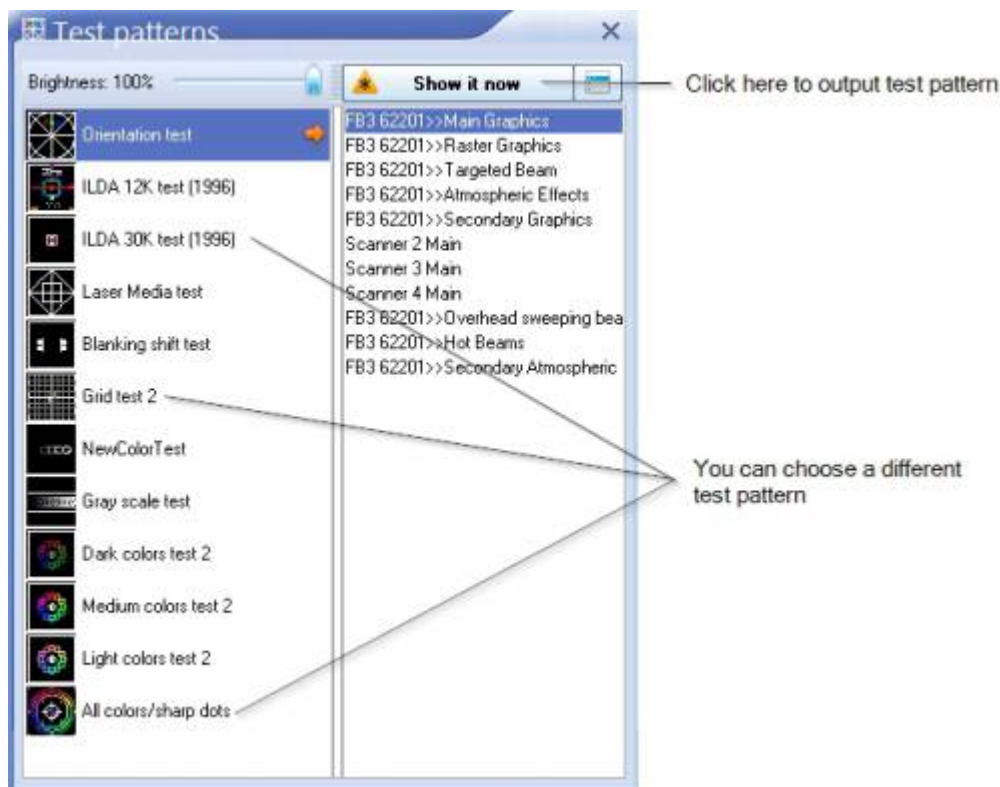 Test patterns
Brightness: 100%
Show it now
Click here to output test pattern
Orientation test
ILDA 12K test (1996)
ILDA 30K test (1996)
Laser Media test
Blanking shift test
Grid test 2
NewColorTest
Gray scale test
Dark colors test 2
Medium colors test 2
Light colors test 2
All colors/sharp dots
FB3 62201>>Main Graphics
FB3 62201>>Raster Graphics
FB3 62201>>Targeted Beam
FB3 62201>>Atmospheric Effects
FB3 62201>>Secondary Graphics
Scanner 2 Main
Scanner 3 Main
Scanner 4 Main
FB3 62201>>Overhead sweeping bea
FB3 62201>>Hot Beams
FB3 62201>>Secondary Atmospheric
You can choose a different
test pattern